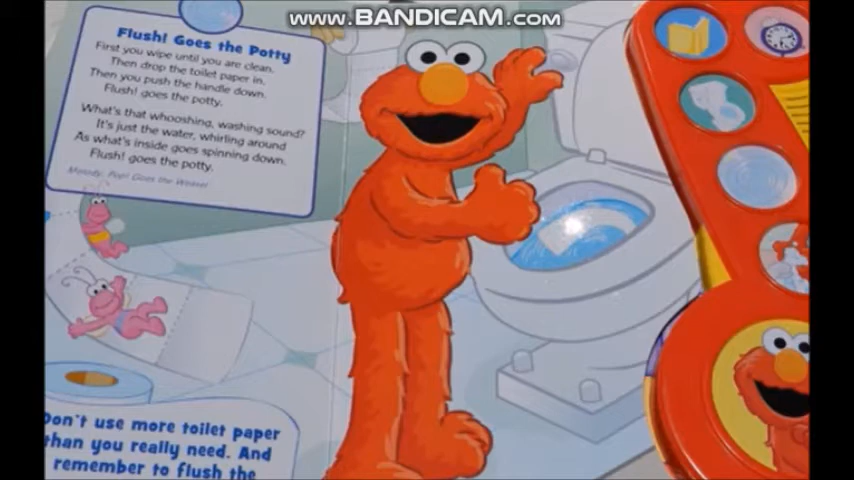 www.BANDICAM.com
Flush! Goes the Potty
First you wipe until you are clean.
Then drop the toilet paper in.
Then you push the handle down.
Flush! goes the potty.
What's that whooshing, washing sound?
It's just the water, whirling around
As what's inside goes spinning down.
Flush! goes the potty.
Melody: Pop! Goes the Weasel
Don't use more toilet paper
than you really need. And
remember to flush the